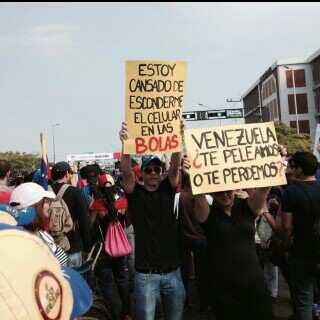 ESTOY
CANSADO DE
ESCONDERME
EL CELULAR
EN LAS
BOLAS
VENEZUELA
¿TE PELEAMOS
O TE PERDEMOS?